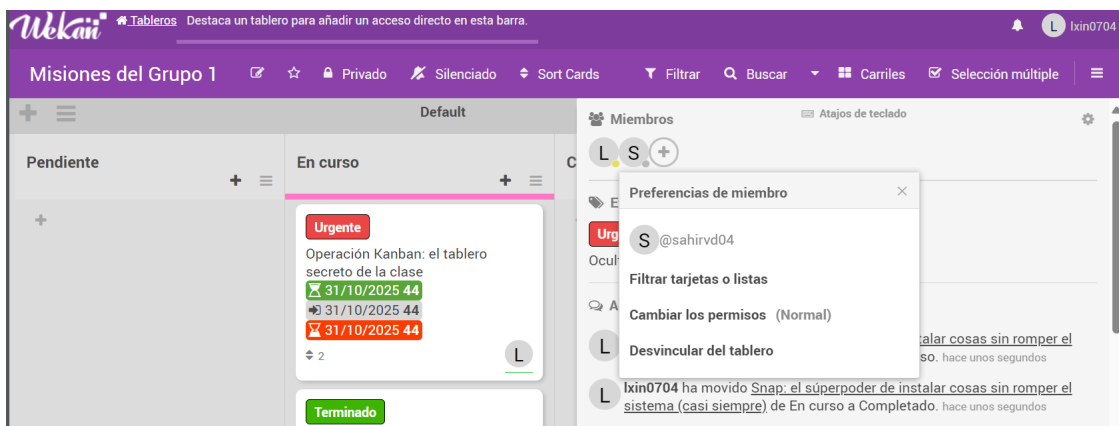 Wekan
Tableros Destaca un tablero para añadir un acceso directo en esta barra.
L lxin0704
Misiones del Grupo 1 Privado Silenciado Sort Cards Filtrar Buscar Carriles Selección múltiple
Default
Miembros
Atajos de teclado
L S
Pendiente
En curso
C
Preferencias de miembro
E
S @sahirvd04
Urg
Ocul
Filtrar tarjetas o listas
Cambiar los permisos (Normal)
Desvincular del tablero
Urgente
Operación Kanban: el tablero
secreto de la clase
31/10/2025 44
31/10/2025 44
31/10/2025 44
2
L
Terminado
A
L
talar cosas sin romper el
so. hace unos segundos
L
lxin0704 ha movido Snap: el súperpoder de instalar cosas sin romper el
sistema (casi siempre) de En curso a Completado. hace unos segundos